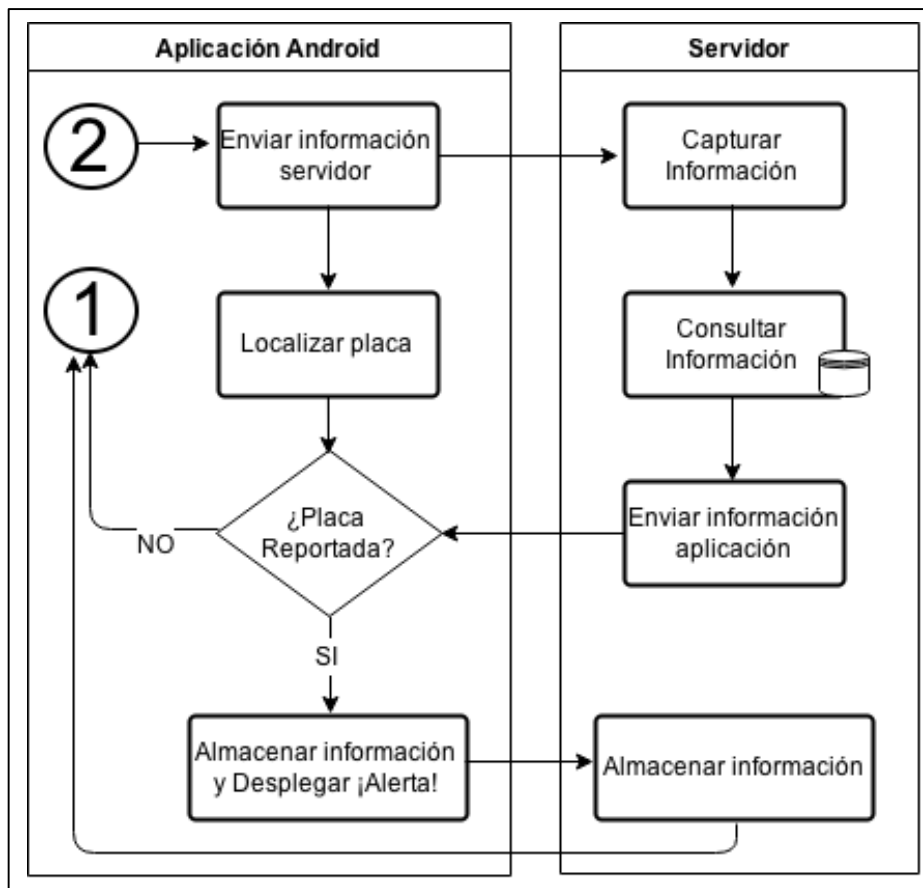 Aplicación Android
Servidor
2
Enviar información
servidor
Capturar
Información
1
Localizar placa
Consultar
Información
¿Placa
Reportada?
NO
Enviar información
aplicación
SI
Almacenar información
y Desplegar ¡Alerta!
Almacenar información